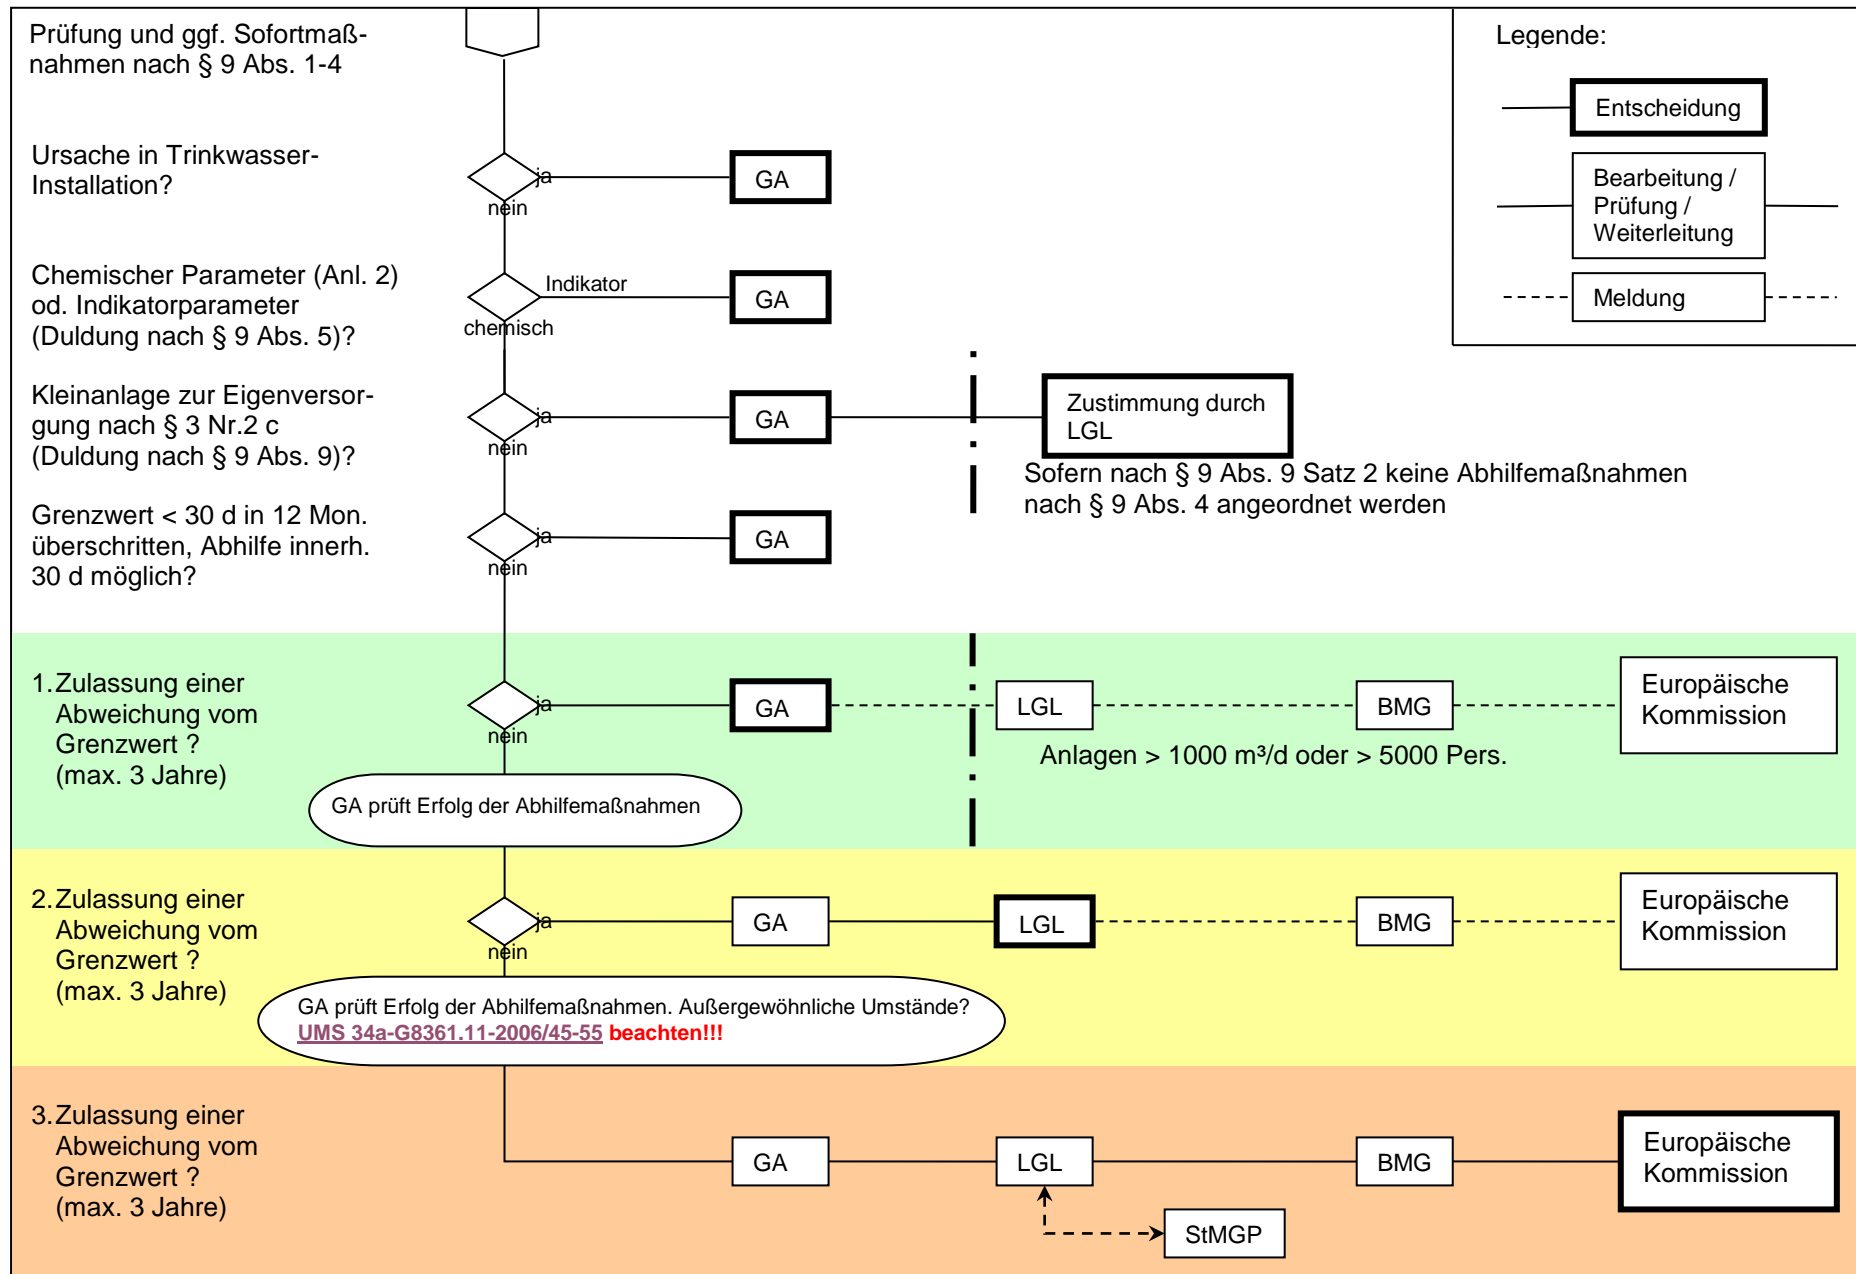 Prüfung und ggf. Sofortmaß-
nahmen nach § 9 Abs. 1-4
Legende:
Entscheidung
Bearbeitung /
Prüfung /
Weiterleitung
Meldung
Ursache in Trinkwasser-
Installation?
ja
nein
GA
Chemischer Parameter (Anl. 2)
od. Indikatorparameter
(Duldung nach § 9 Abs. 5)?
Indikator
chemisch
GA
Kleinanlage zur Eigenversor-
gung nach § 3 Nr.2 c
(Duldung nach § 9 Abs. 9)?
ja
nein
GA
Zustimmung durch
LGL
Sofern nach § 9 Abs. 9 Satz 2 keine Abhilfemaßnahmen
nach § 9 Abs. 4 angeordnet werden
Grenzwert < 30 d in 12 Mon.
überschritten, Abhilfe innerh.
30 d möglich?
ja
nein
GA
1. Zulassung einer
Abweichung vom
Grenzwert ?
(max. 3 Jahre)
ja
nein
GA
LGL
BMG
Europäische
Kommission
Anlagen > 1000 m³/d oder > 5000 Pers.
GA prüft Erfolg der Abhilfemaßnahmen
2. Zulassung einer
Abweichung vom
Grenzwert ?
(max. 3 Jahre)
ja
nein
GA
LGL
BMG
Europäische
Kommission
GA prüft Erfolg der Abhilfemaßnahmen. Außergewöhnliche Umstände?
UMS 34a-G8361.11-2006/45-55 beachten!!!
3. Zulassung einer
Abweichung vom
Grenzwert ?
(max. 3 Jahre)
GA
LGL
BMG
Europäische
Kommission
StMGP